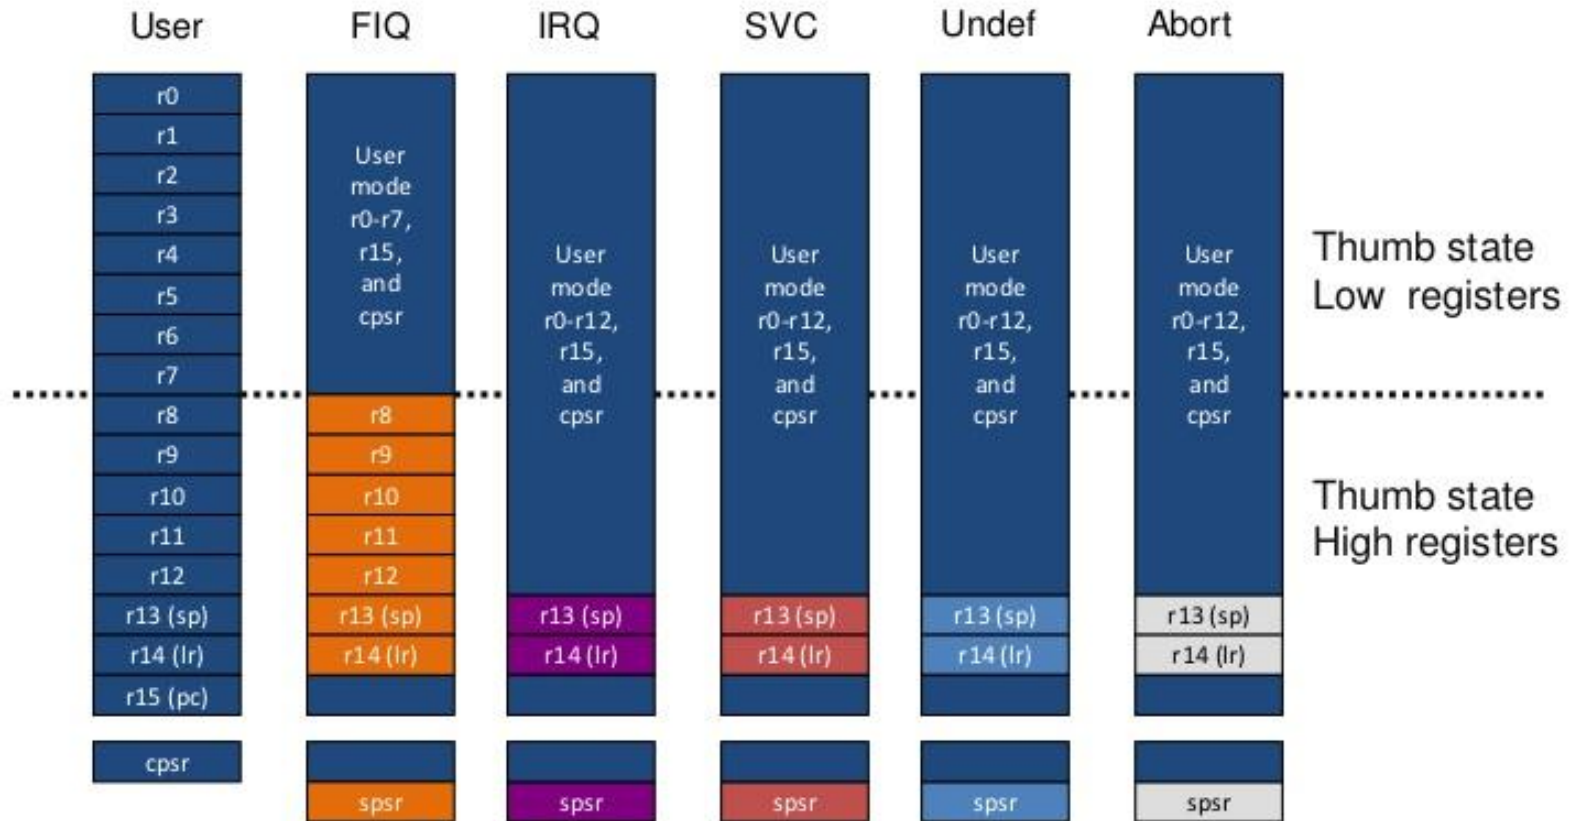 User
FIQ
IRQ
SVC
Undef
Abort
r0
r1
r2
r3
r4
r5
r6
r7
r8
r9
r10
r11
r12
r13 (sp)
r14 (lr)
r15 (pc)
cpsr
User
mode
r0-r7,
r15,
and
cpsr
r8
r9
r10
r11
r12
r13 (sp)
r14 (lr)
spsr
User
mode
r0-r12,
r15,
and
cpsr
r13 (sp)
r14 (lr)
spsr
User
mode
r0-r12,
r15,
and
cpsr
r13 (sp)
r14 (lr)
spsr
User
mode
r0-r12,
r15,
and
cpsr
r13 (sp)
r14 (lr)
spsr
User
mode
r0-r12,
r15,
and
cpsr
r13 (sp)
r14 (lr)
spsr
Thumb state
Low registers
Thumb state
High registers